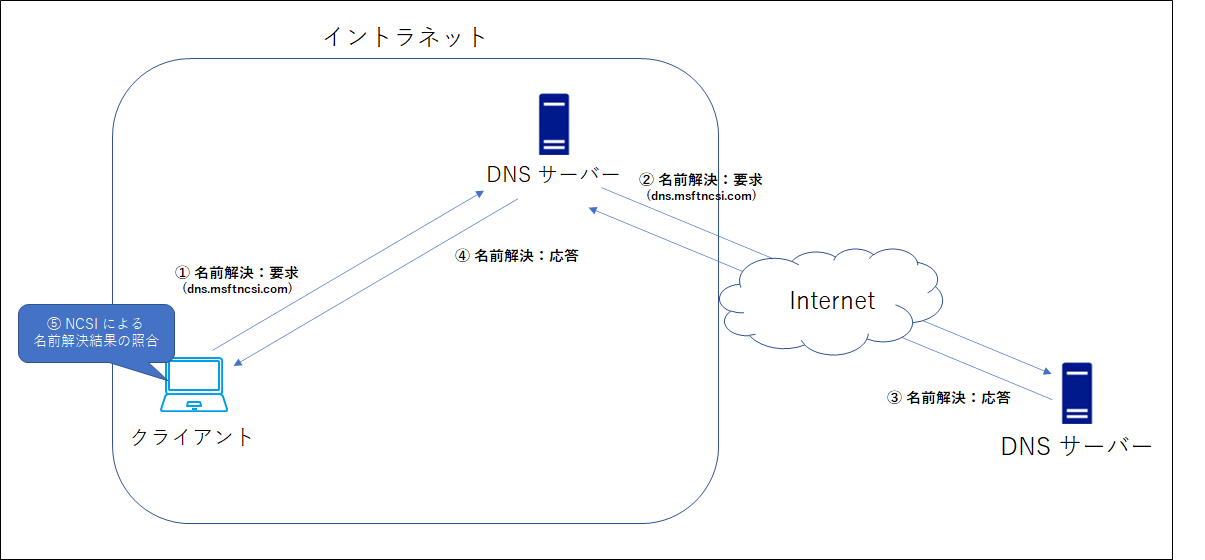 イントラネット
DNS サーバー
② 名前解決：要求
(dns.msftncsi.com)
④ 名前解決：応答
① 名前解決：要求
(dns.msftncsi.com)
Internet
⑤ NCSI による
名前解決結果の照合
③ 名前解決：応答
クライアント
DNS サーバー